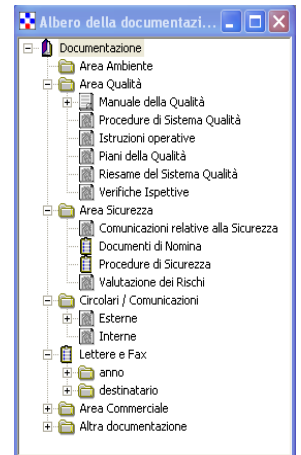 Albero della documentazi...
Documentazione
Area Ambiente
Area Qualità
Manuale della Qualità
Procedure di Sistema Qualità
Istruzioni operative
Piani della Qualità
Riesame del Sistema Qualità
Verifiche Ispettive
Area Sicurezza
Comunicazioni relative alla Sicurezza
Documenti di Nomina
Procedure di Sicurezza
Valutazione dei Rischi
Circolari / Comunicazioni
Esterne
Interne
Lettere e Fax
anno
destinatario
Area Commerciale
Altra documentazione